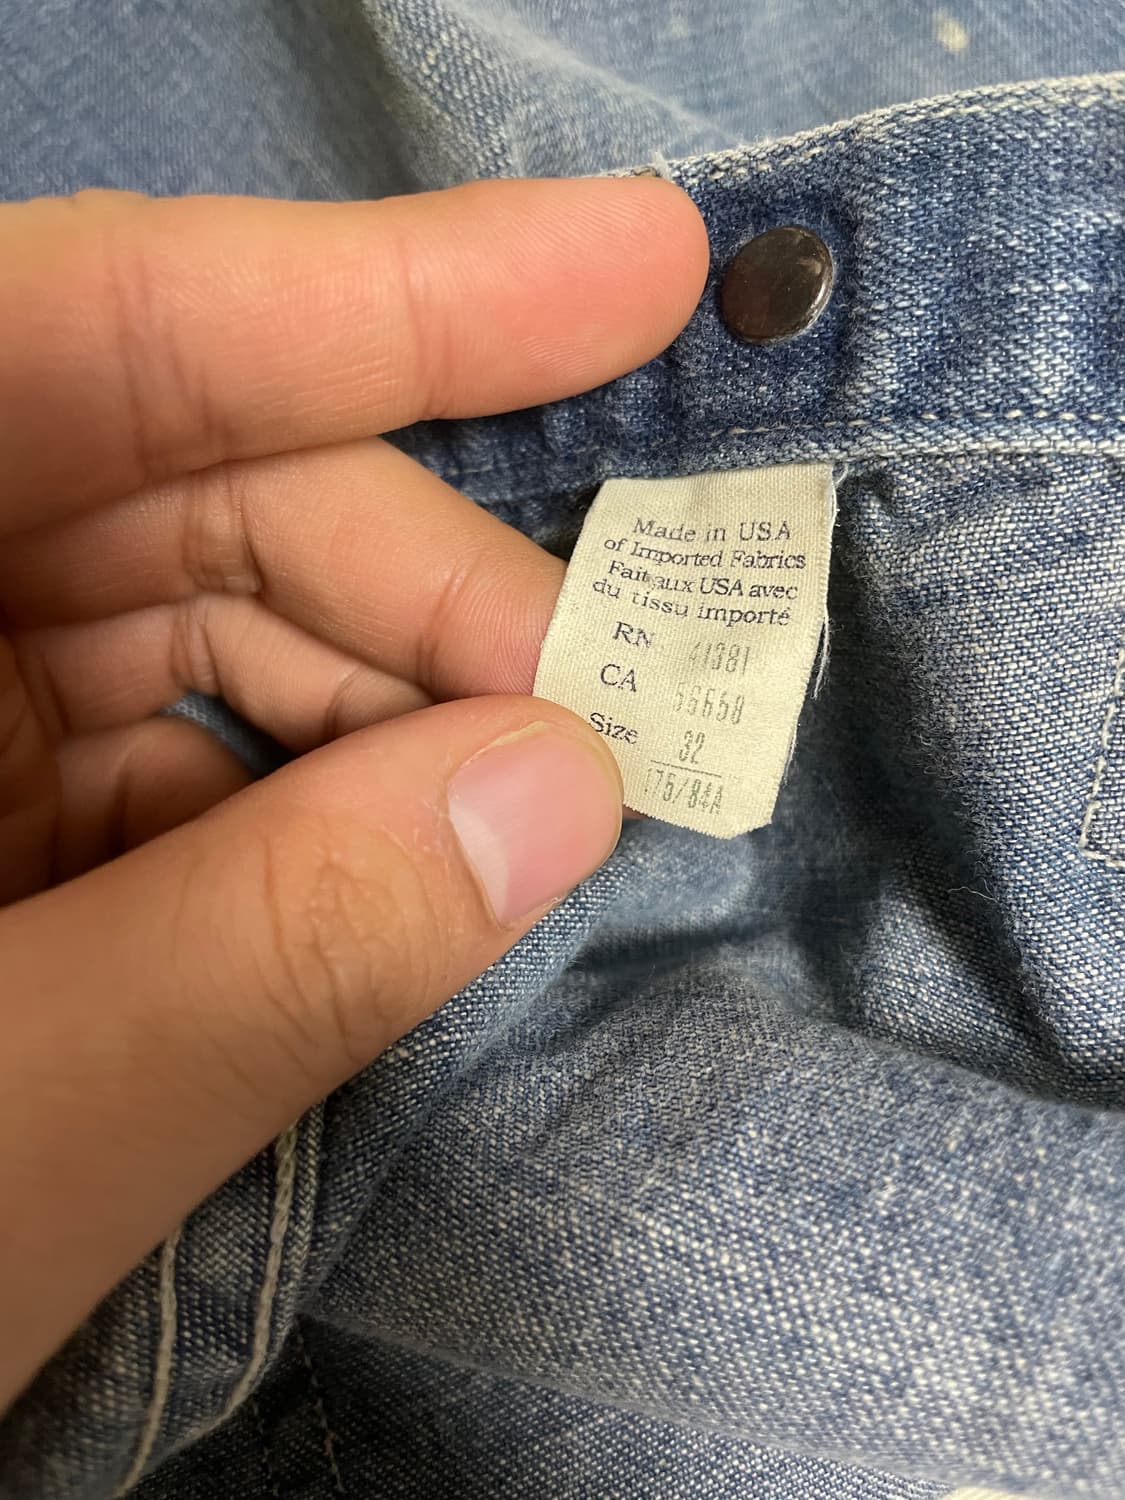 Made in USA
of Imported Fabrics
Fait aux USA avec
du tissu importé
RN 41381
CA
Size 32
175/84A